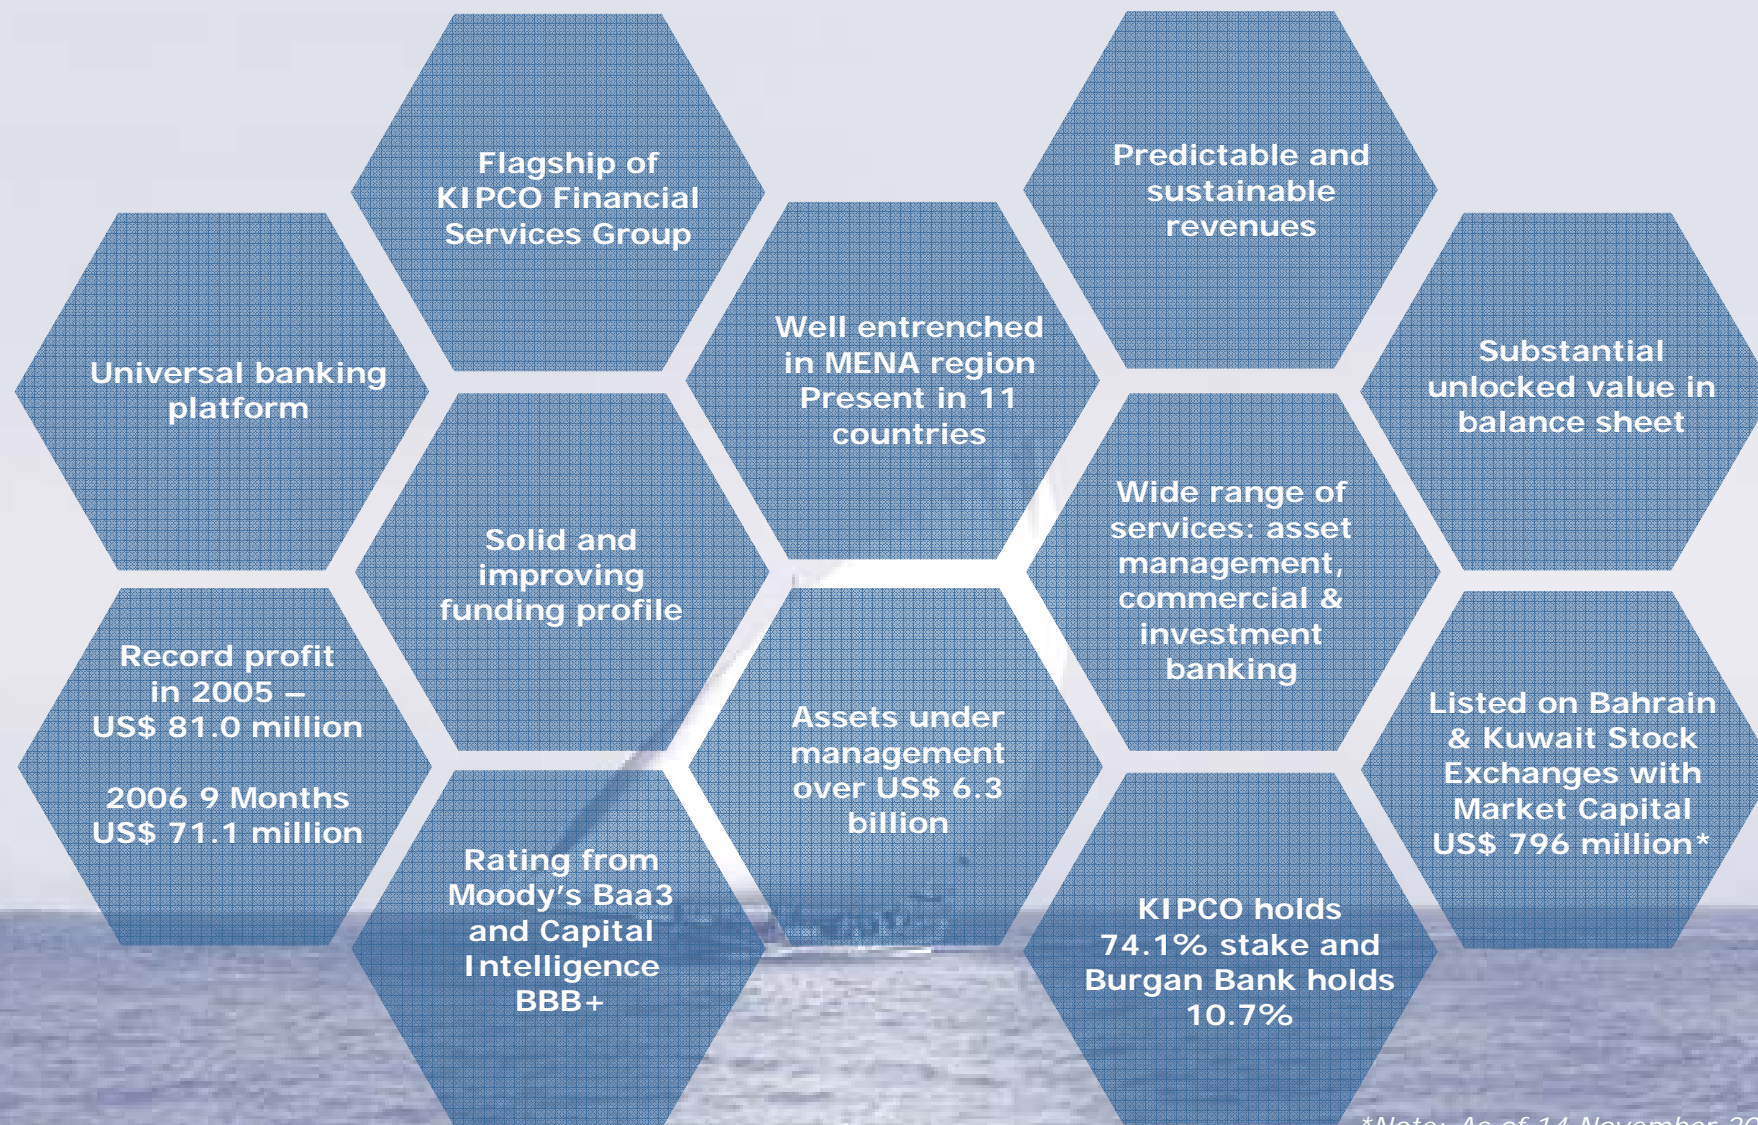 Flagship of
KIPCO Financial
Services Group
Predictable and
sustainable
revenues
Universal banking
platform
Well entrenched
in MENA region
Present in 11
countries
Substantial
unlocked value in
balance sheet
Solid and
improving
funding profile
Wide range of
services: asset
management,
commercial &
investment
banking
Record profit
in 2005 –
US$ 81.0 million
2006 9 Months
US$ 71.1 million
Assets under
management
over US$ 6.3
billion
Listed on Bahrain
& Kuwait Stock
Exchanges with
Market Capital
US$ 796 million*
Rating from
Moody's Baa3
and Capital
Intelligence
BBB+
KIPCO holds
74.1% stake and
Burgan Bank holds
10.7%
*Note: As of 14 November